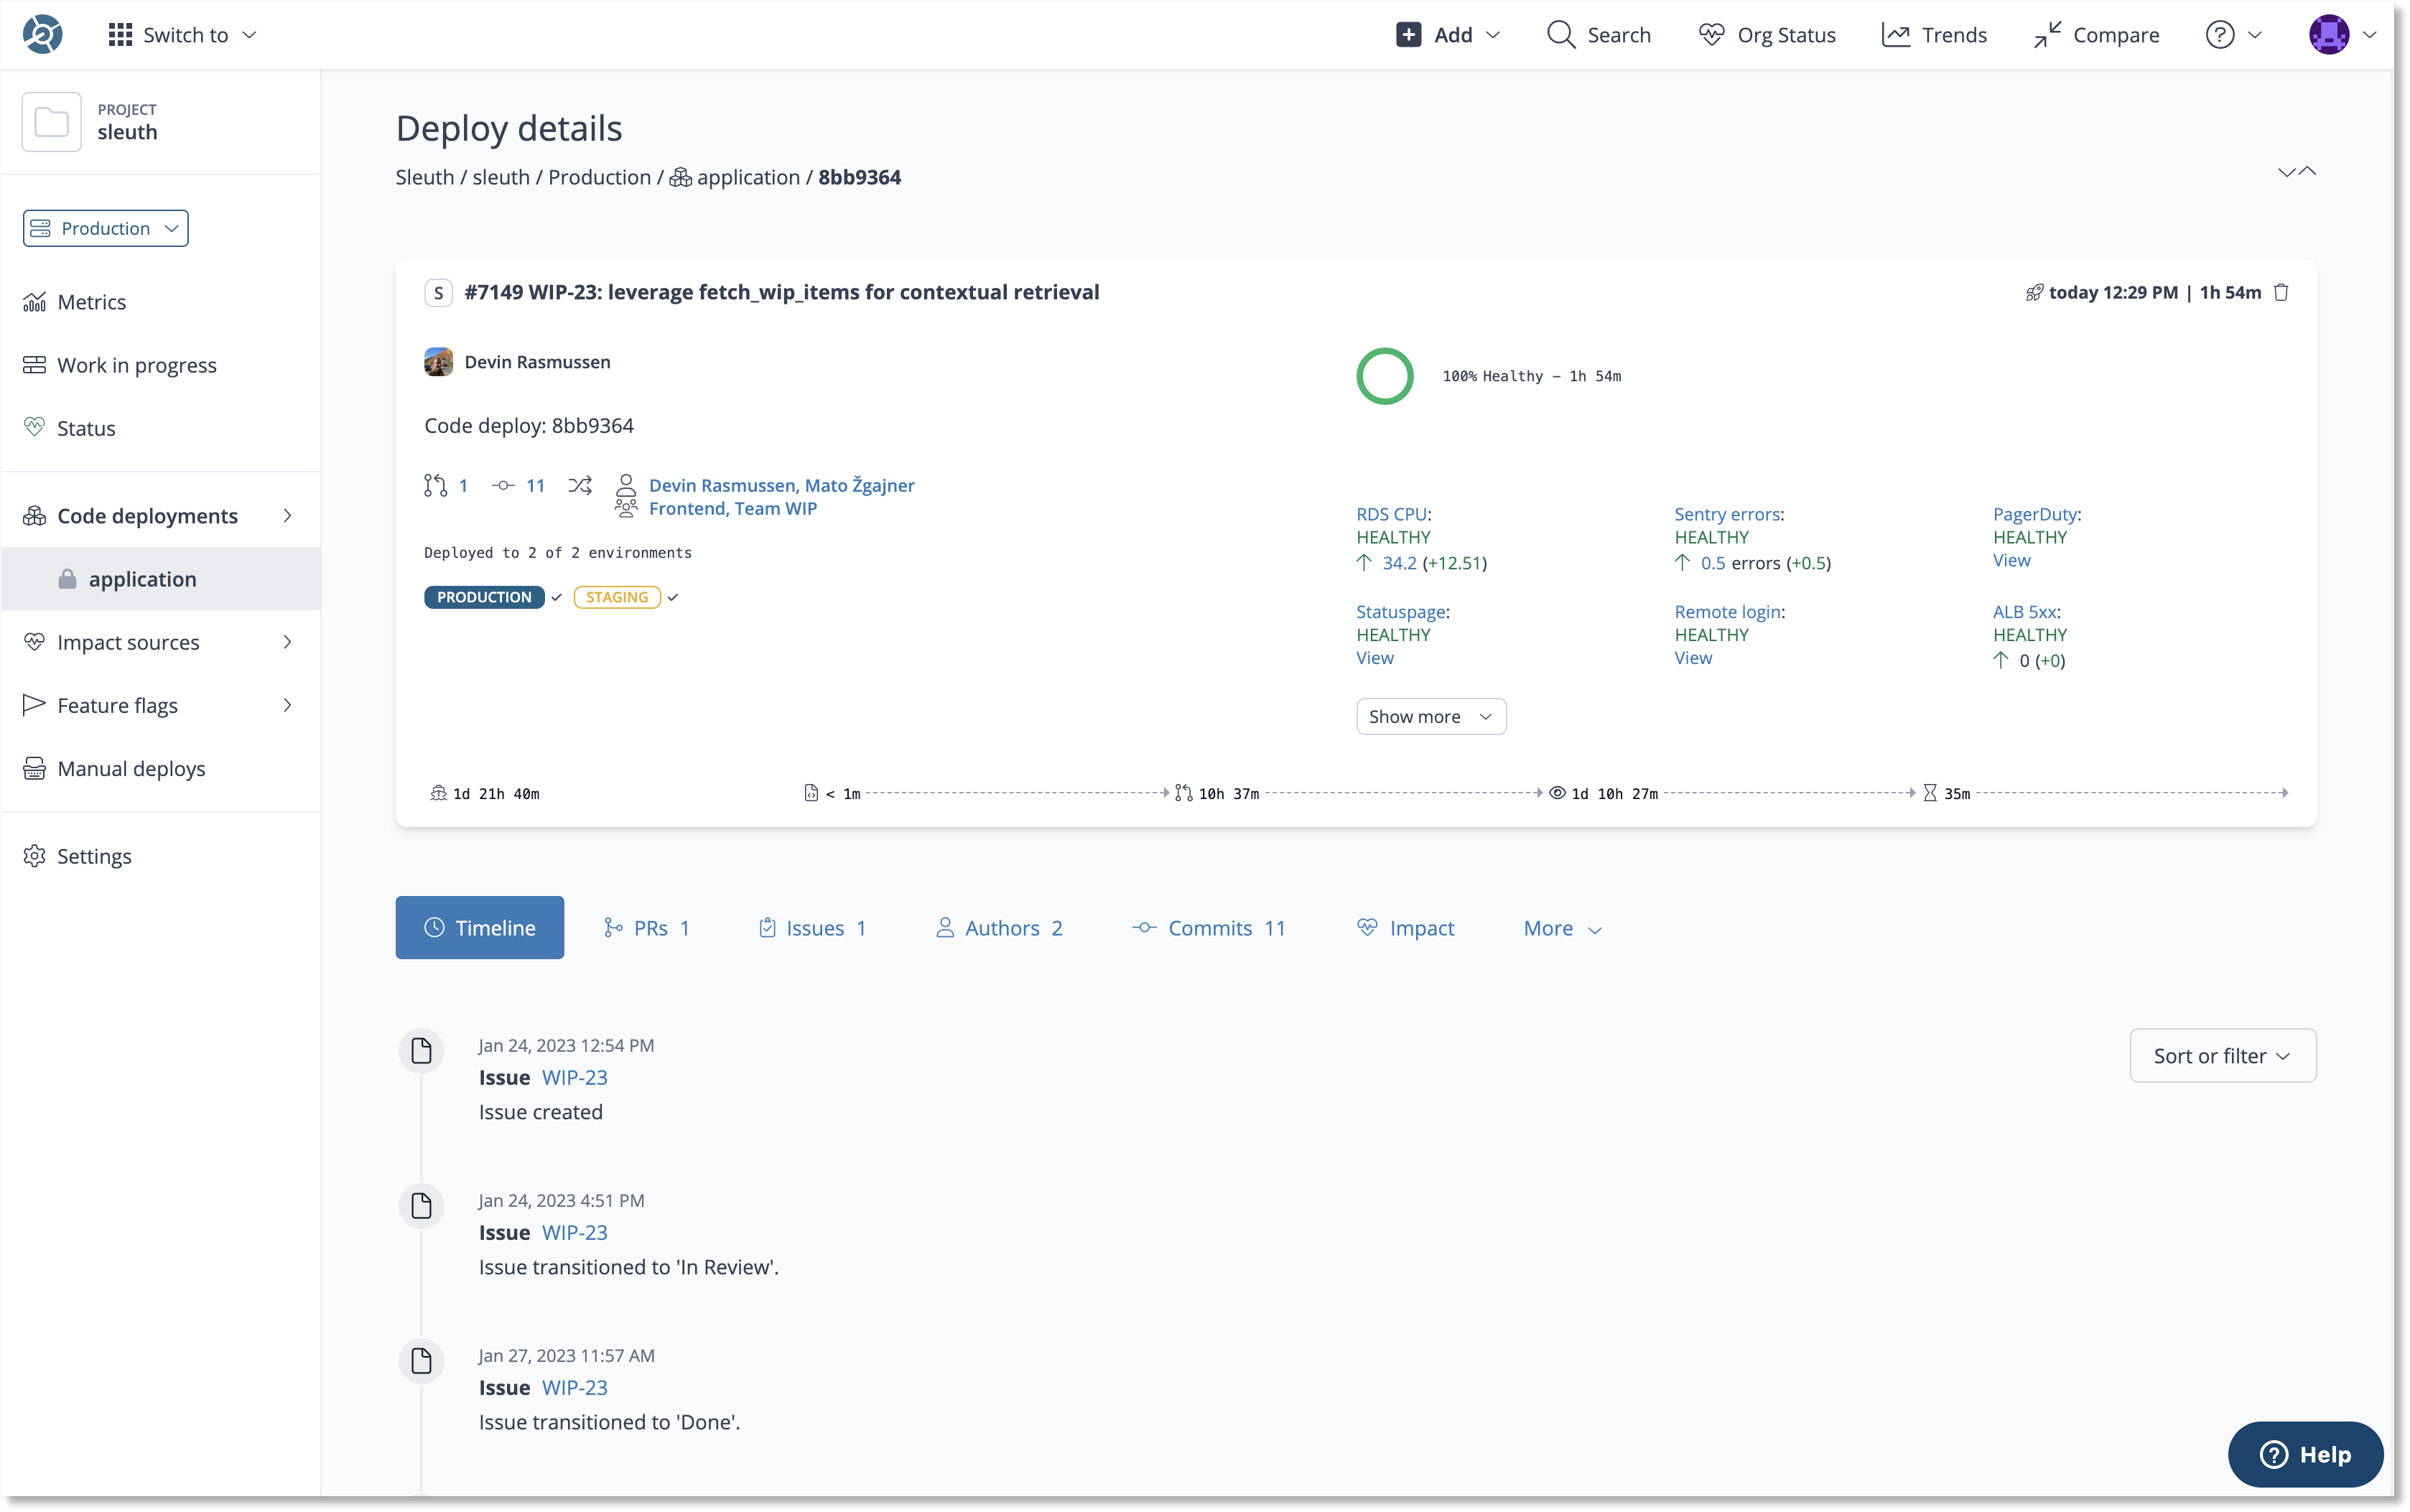 Switch to
Add
Search
Org Status
Trends
Compare
PROJECT
sleuth
Production
Metrics
Work in progress
Status
Code deployments
application
Impact sources
Feature flags
Manual deploys
Settings
Deploy details
Sleuth / sleuth / Production / application / 8bb9364
S #7149 WIP-23: leverage fetch_wip_items for contextual retrieval
today 12:29 PM | 1h 54m
Devin Rasmussen
Code deploy: 8bb9364
1 11 Devin Rasmussen, Mato Žgajner
Frontend, Team WIP
Deployed to 2 of 2 environments
PRODUCTION STAGING
100% Healthy – 1h 54m
RDS CPU:
HEALTHY
34.2 (+12.51)
Sentry errors:
HEALTHY
0.5 errors (+0.5)
PagerDuty:
HEALTHY
View
Statuspage:
HEALTHY
View
Remote login:
HEALTHY
View
ALB 5xx:
HEALTHY
0 (+0)
Show more
1d 21h 40m < 1m 10h 37m 1d 10h 27m 35m
Timeline PRs 1 Issues 1 Authors 2 Commits 11 Impact More
Sort or filter
Jan 24, 2023 12:54 PM
Issue WIP-23
Issue created
Jan 24, 2023 4:51 PM
Issue WIP-23
Issue transitioned to 'In Review'.
Jan 27, 2023 11:57 AM
Issue WIP-23
Issue transitioned to 'Done'.
? Help